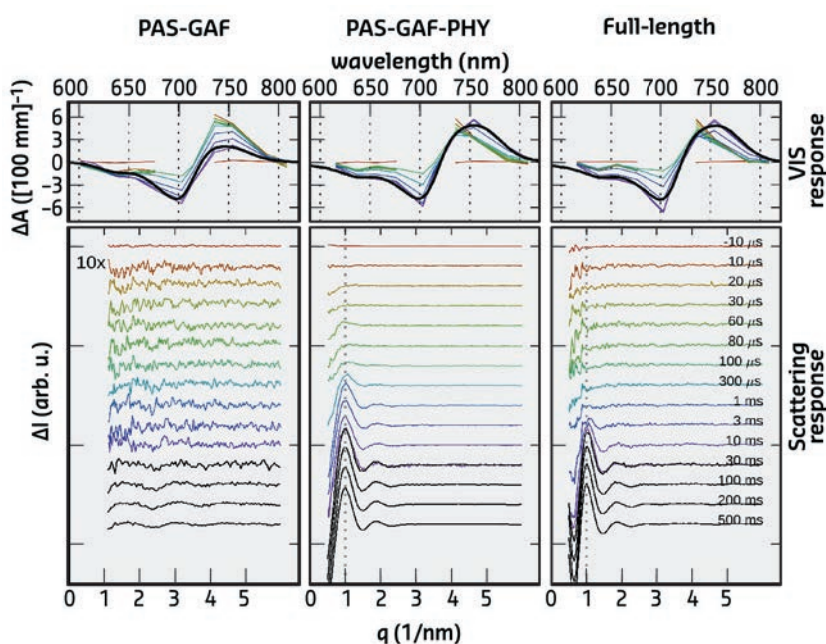 PAS-GAF PAS-GAF-PHY Full-length
wavelength (nm)
600 650 700 750 800 600 650 700 750 800 600 650 700 750 800
ΔA ([100 mm]⁻¹)
6
3
0
-3
-6
VIS
response
10x
-10 μs
10 μs
20 μs
30 μs
60 μs
80 μs
100 μs
300 μs
1 ms
3 ms
10 ms
30 ms
100 ms
200 ms
500 ms
ΔI (arb. u.)
Scattering
response
0 1 2 3 4 5 0 1 2 3 4 5 0 1 2 3 4 5
q (1/nm)